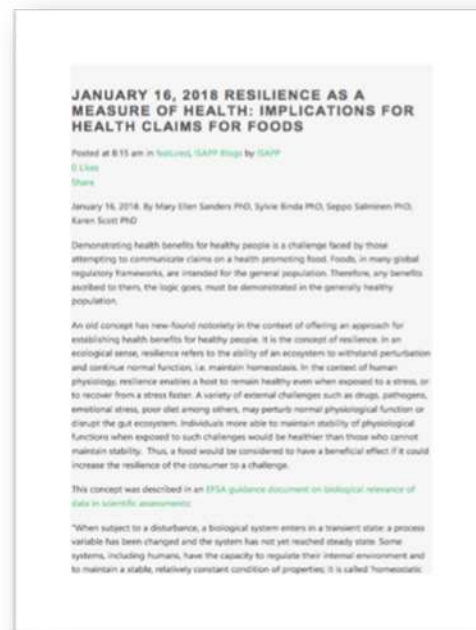 JANUARY 16, 2018 RESILIENCE AS A
MEASURE OF HEALTH: IMPLICATIONS FOR
HEALTH CLAIMS FOR FOODS
Posted at 8:15 am in featured, ISAPP Blogs by ISAPP
0 Likes
Share
January 16, 2018. By Mary Ellen Sanders PhD, Sylvie Binda PhD, Seppo Salminen PhD,
Karen Scott PhD
Demonstrating health benefits for healthy people is a challenge faced by those
attempting to communicate claims on a health promoting food. Foods, in many global
regulatory frameworks, are intended for the general population. Therefore, any benefits
ascribed to them, the logic goes, must be demonstrated in the generally healthy
population.
An old concept has new-found notoriety in the context of offering an approach for
establishing health benefits for healthy people. It is the concept of resilience. In an
ecological sense, resilience refers to the ability of an ecosystem to withstand perturbation
and continue normal function, i.e. maintain homeostasis. In the context of human
physiology, resilience enables a host to remain healthy even when exposed to a stress, or
to recover from a stress faster. A variety of external challenges such as drugs, pathogens,
emotional stress, poor diet among others, may perturb normal physiological function or
disrupt the gut ecosystem. Individuals more able to maintain stability of physiological
functions when exposed to such challenges would be healthier than those who cannot
maintain stability. Thus, a food would be considered to have a beneficial effect if it could
increase the resilience of the consumer to a challenge.
This concept was described in an EFSA guidance document on biological relevance of
data in scientific assessments:
"When subject to a disturbance, a biological system enters in a transient state: a process
variable has been changed and the system has not yet reached steady state. Some
systems, including humans, have the capacity to regulate their internal environment and
to maintain a stable, relatively constant condition of properties; it is called 'homeostatic